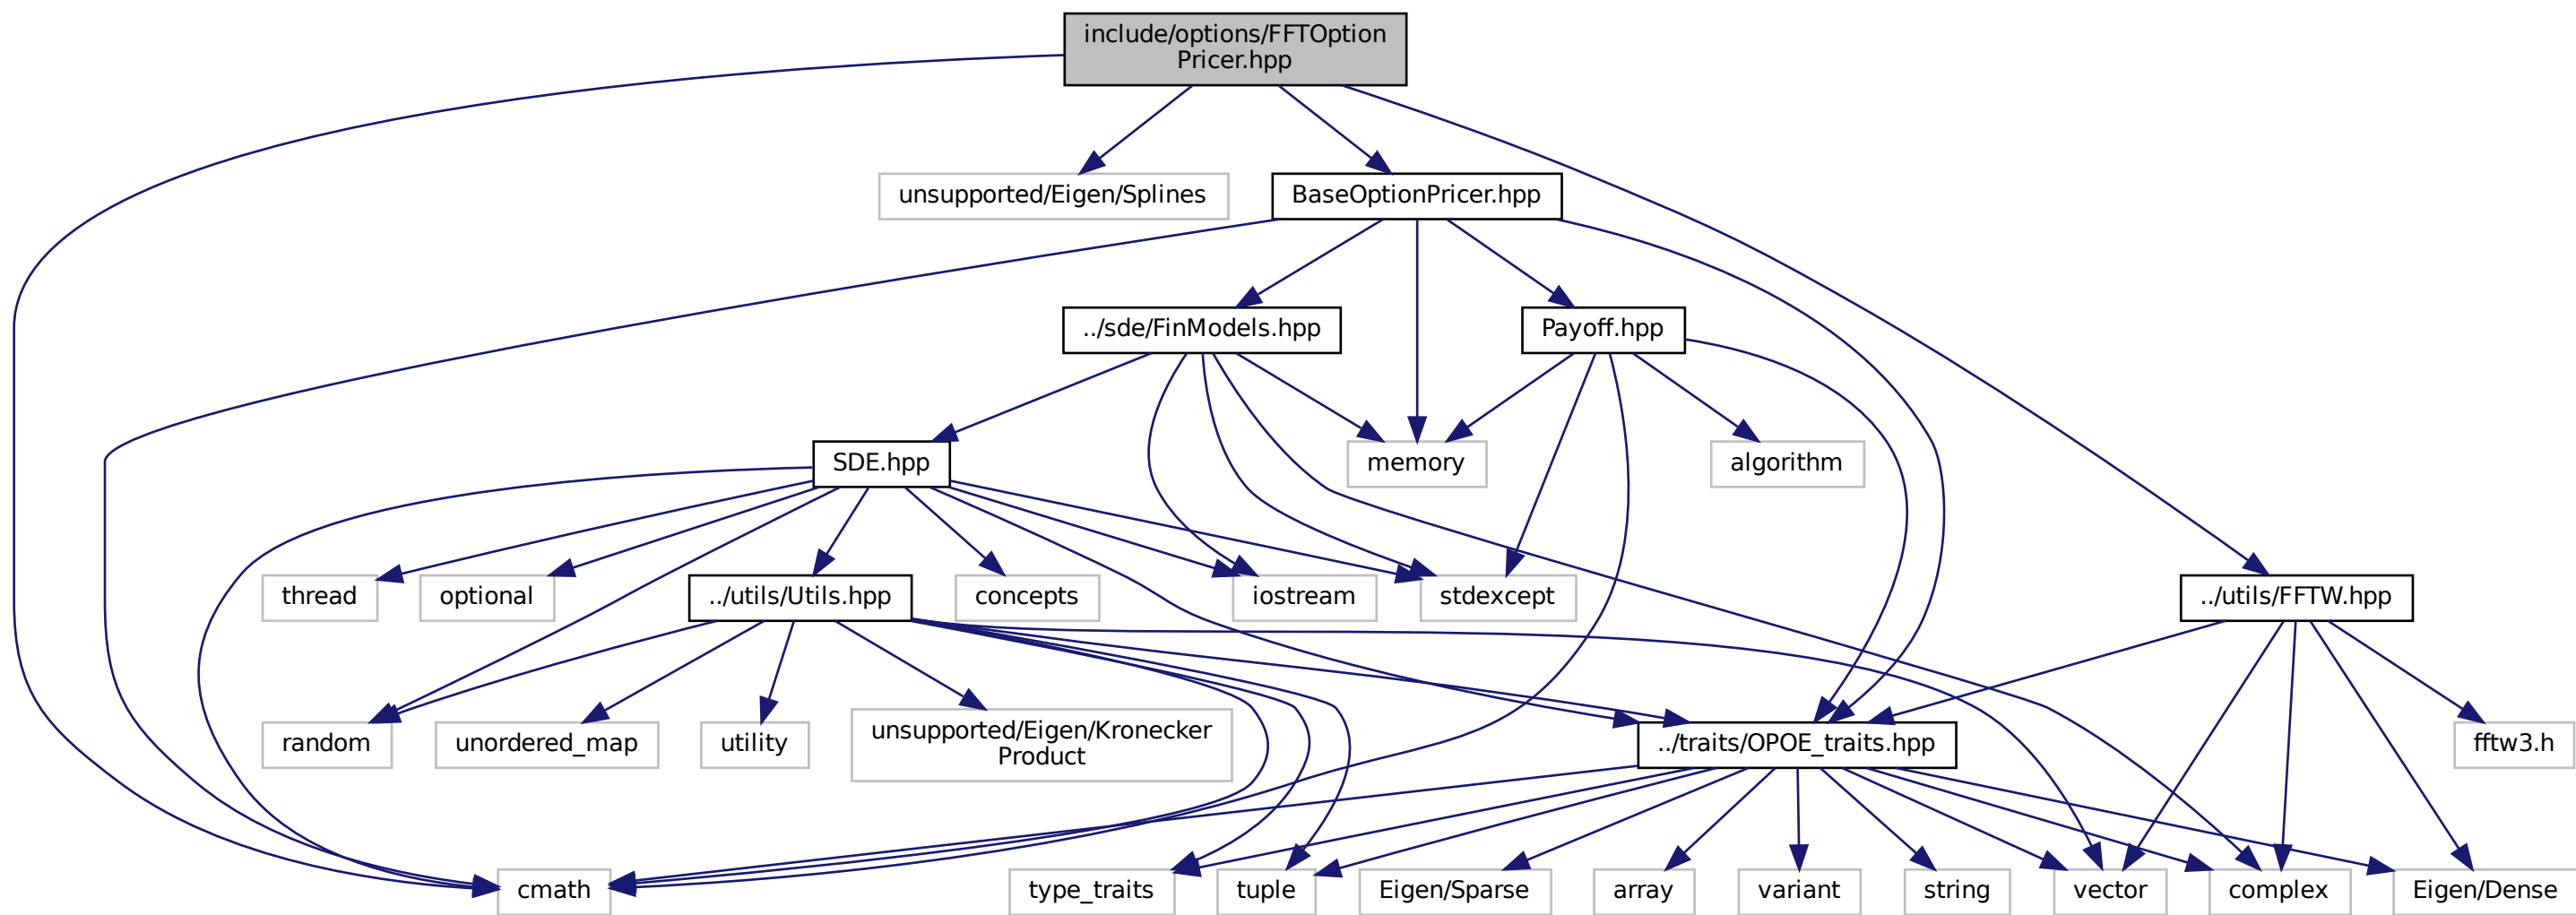 include/options/FFTOption
Pricer.hpp
unsupported/Eigen/Splines
BaseOptionPricer.hpp
../sde/FinModels.hpp
Payoff.hpp
SDE.hpp
memory
algorithm
thread
optional
../utils/Utils.hpp
concepts
iostream
stdexcept
../utils/FFTW.hpp
random
unordered_map
utility
unsupported/Eigen/Kronecker
Product
../traits/OPOE_traits.hpp
fftw3.h
cmath
type_traits
tuple
Eigen/Sparse
array
variant
string
vector
complex
Eigen/Dense